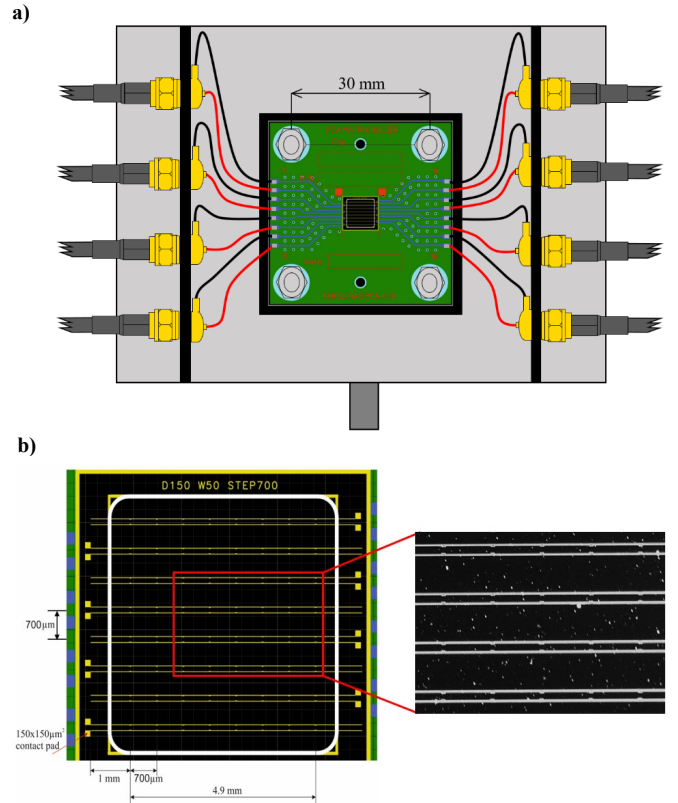 a)
30 mm
b)
D150 W50 STEP700
700µm
150x150µm²
contact pad
1 mm
700µm
4.9 mm